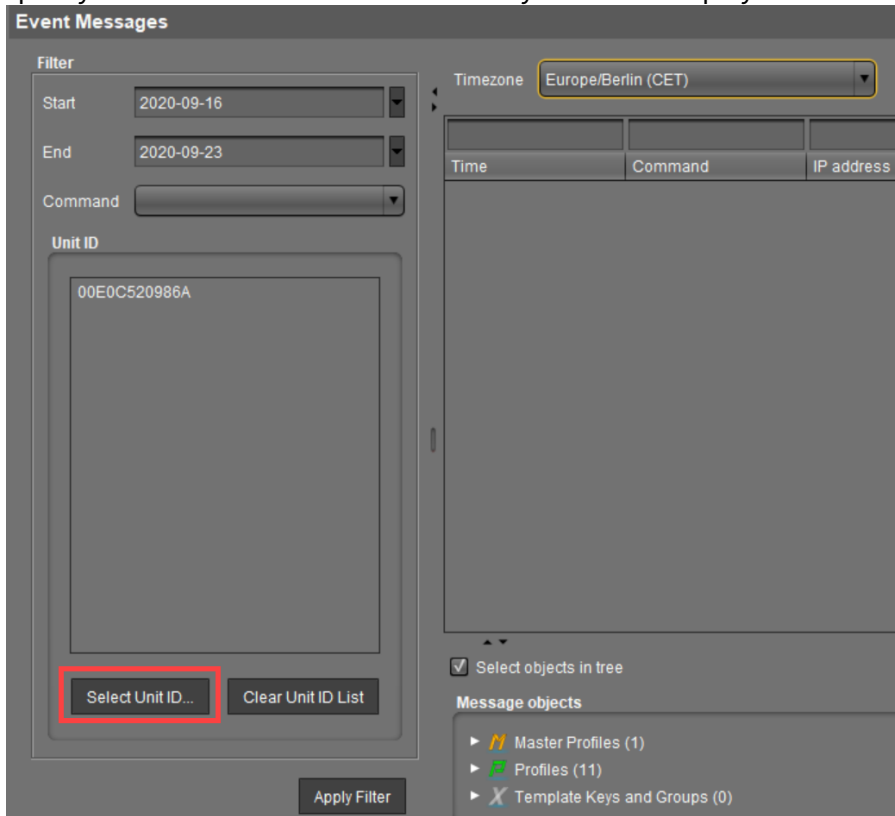 Event Messages
Filter
Start 2020-09-16
End 2020-09-23
Command
Unit ID
00E0C520986A
Select Unit ID...
Clear Unit ID List
Apply Filter
Timezone Europe/Berlin (CET)
Time Command IP address
Select objects in tree
Message objects
Master Profiles (1)
Profiles (11)
Template Keys and Groups (0)